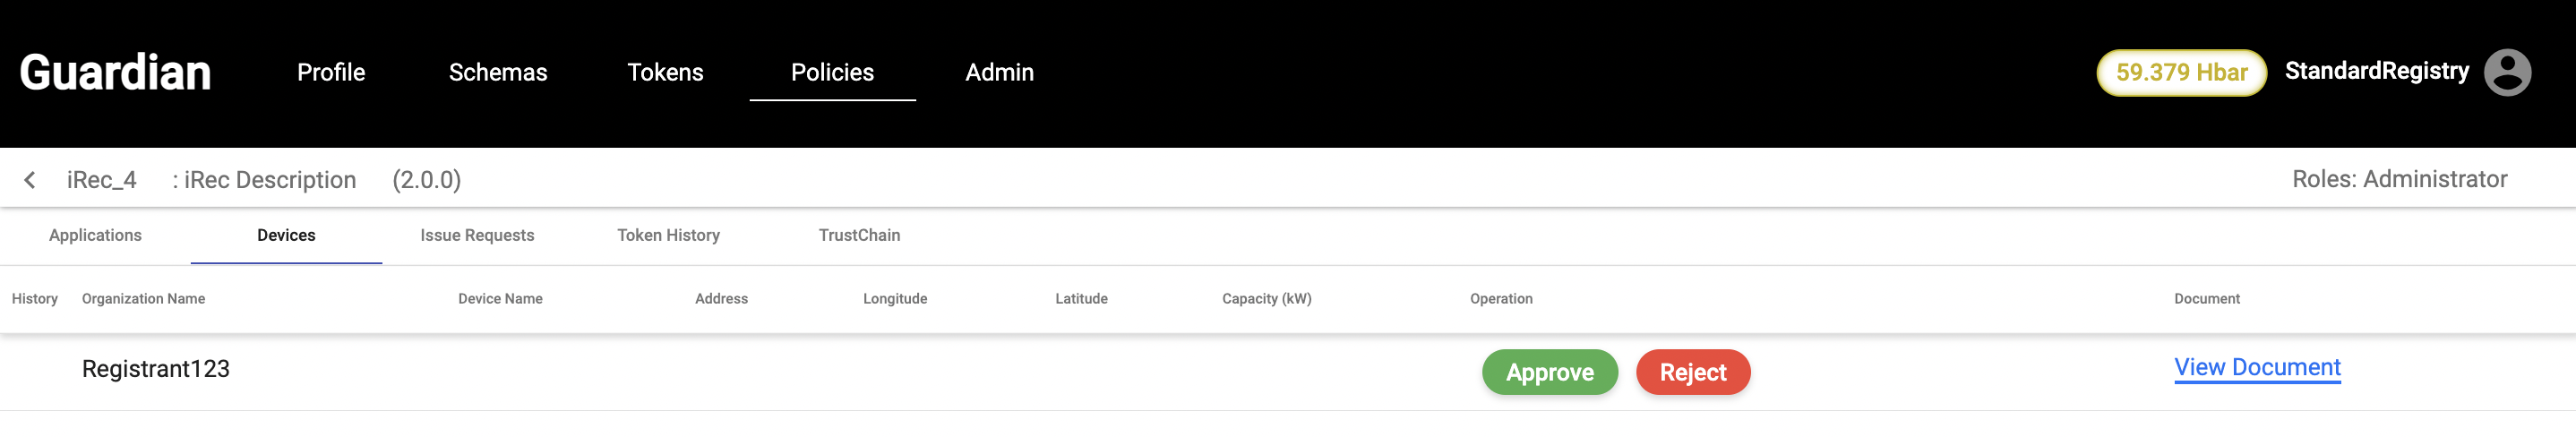 Guardian Profile Schemas Tokens Policies Admin 59.379 Hbar StandardRegistry
iRec_4 : iRec Description (2.0.0) Roles: Administrator
Applications Devices Issue Requests Token History TrustChain
History Organization Name Device Name Address Longitude Latitude Capacity (kW) Operation Document
Registrant123 Approve Reject View Document